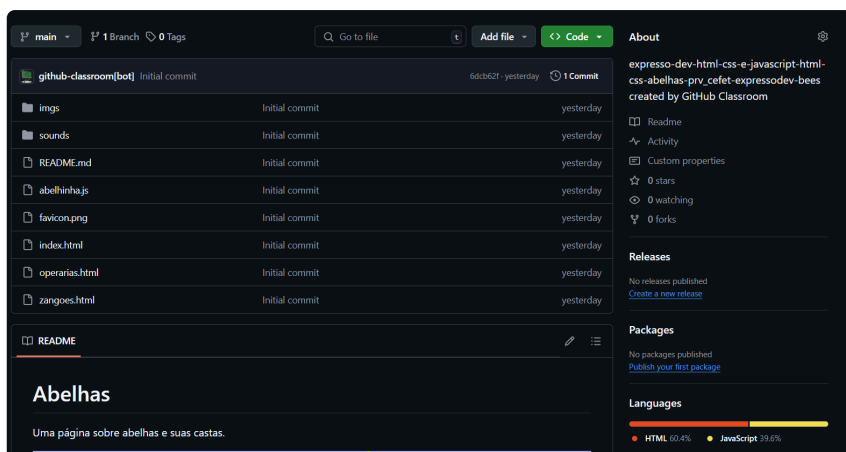 main
1 Branch
0 Tags
Go to file
t
Add file
Code
github-classroom[bot] Initial commit
6dcb62f · yesterday
1 Commit
imgs Initial commit yesterday
sounds Initial commit yesterday
README.md Initial commit yesterday
abelhinha.js Initial commit yesterday
favicon.png Initial commit yesterday
index.html Initial commit yesterday
operarias.html Initial commit yesterday
zangoes.html Initial commit yesterday
README
Abelhas
Uma página sobre abelhas e suas castas.
About
expresso-dev-html-css-e-javascript-html-
css-abelhas-prv_cefet-expressodev-bees
created by GitHub Classroom
Readme
Activity
Custom properties
0 stars
0 watching
0 forks
Releases
No releases published
Create a new release
Packages
No packages published
Publish your first package
Languages
HTML 60.4% JavaScript 39.6%